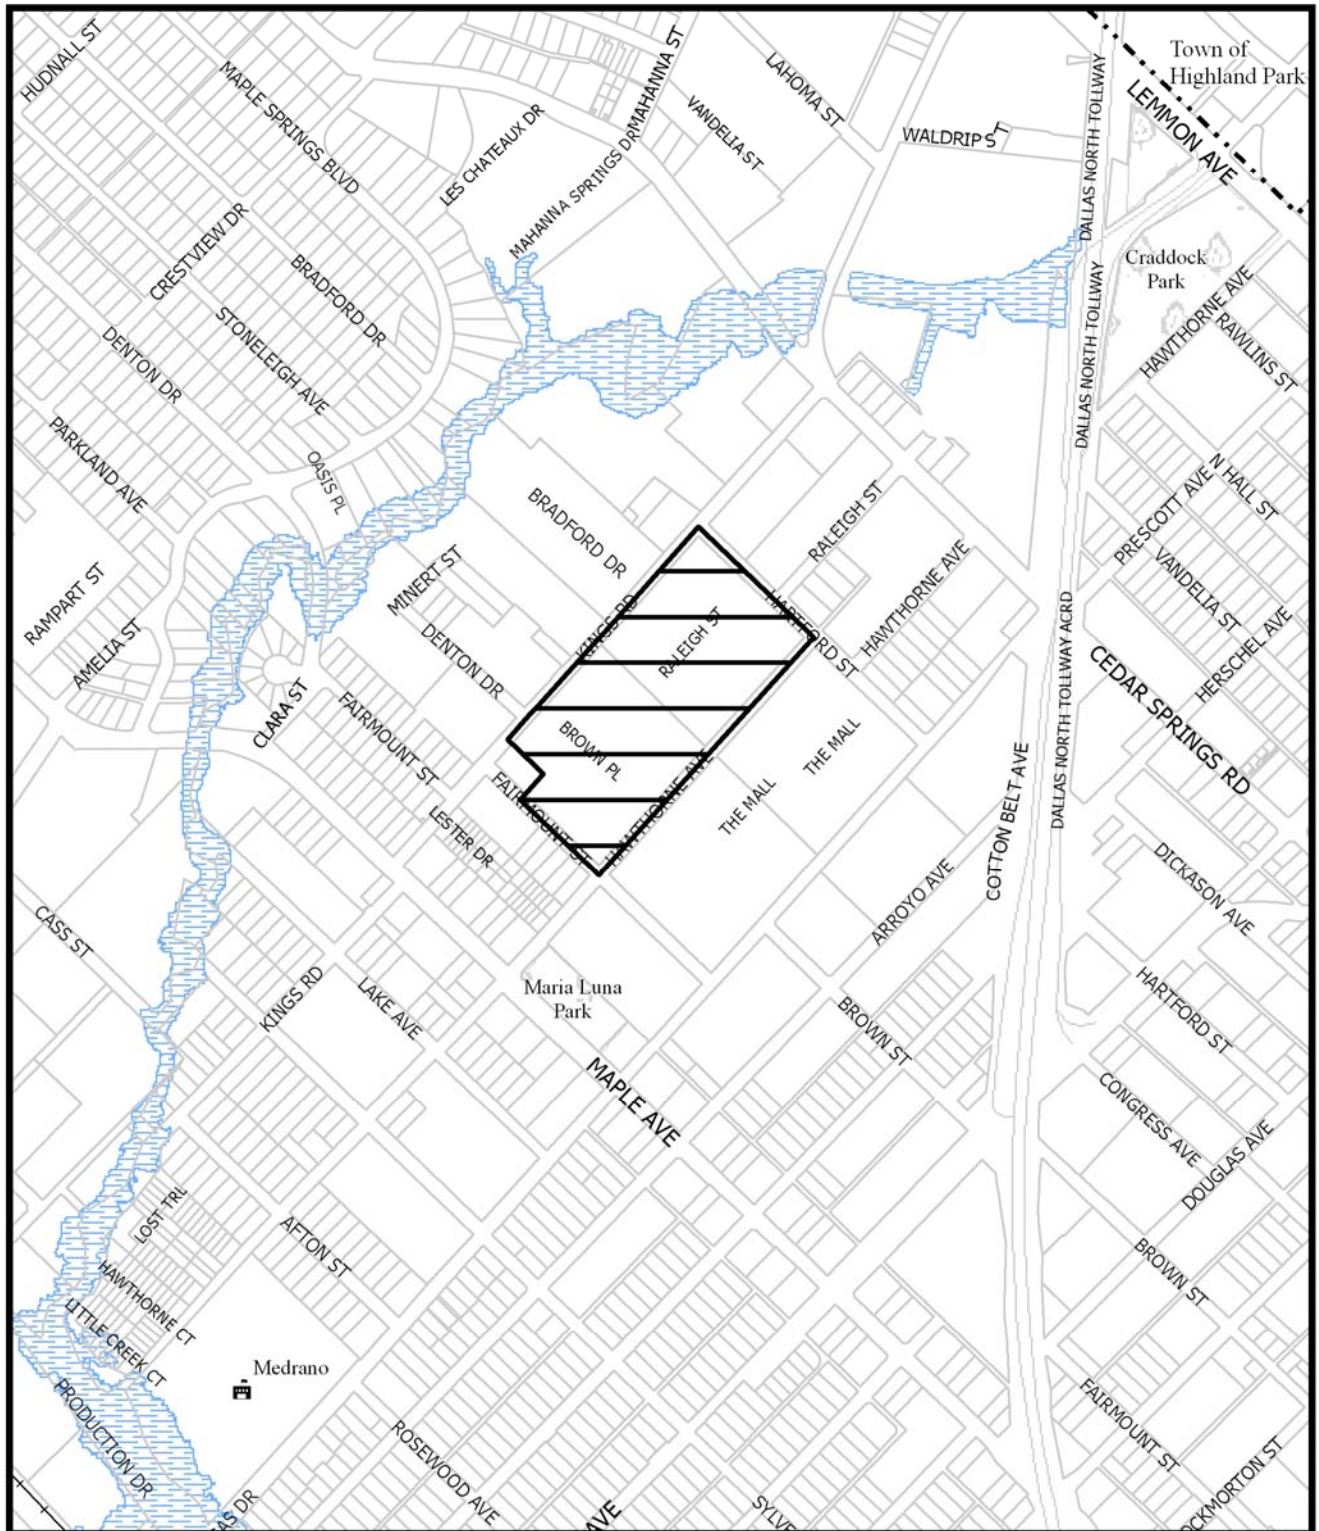 HUDNALL ST
MAPLE SPRINGS BLVD
MAHANNA ST
LAHOMA ST
DALLAS NORTH TOLLWAY
Town of
Highland Park
LEMMON AVE
LES CHATEAUX DR
MAHANNA SPRINGS DR
VANDELIA ST
WALDRIP ST
CRESTVIEW DR
BRADFORD DR
STONELEIGH AVE
DENTON DR
Craddock
Park
DALLAS NORTH TOLLWAY
HAWTHORNE AVE
RAWLINS ST
PARKLAND AVE
OASIS PL
BRADFORD DR
RALEIGH ST
N HALL ST
PRESCOTT AVE
VANDELIA ST
HERSCHEL AVE
RAMPART ST
AMELIA ST
MINERT ST
DENTON DR
KINGS RD
RALEIGH ST
HARTFORD ST
HAWTHORNE AVE
DALLAS NORTH TOLLWAY ACRD
CEDAR SPRINGS RD
CLARA ST
FAIRMOUNT ST
BROWN PL
THE MALL
THE MALL
FAIRMOUNT ST
HAWTHORNE AVE
LESTER DR
COTTON BELT AVE
ARROYO AVE
DICKASON AVE
CASS ST
KINGS RD
LAKE AVE
Maria Luna
Park
BROWN ST
HARTFORD ST
MAPLE AVE
CONGRESS AVE
DOUGLAS AVE
LOST TRL
AFTON ST
HAWTHORNE CT
LITTLE CREEK CT
BROWN ST
Medrano
PRODUCTION DR
ROSEWOOD AVE
FAIRMOUNT ST
AVE